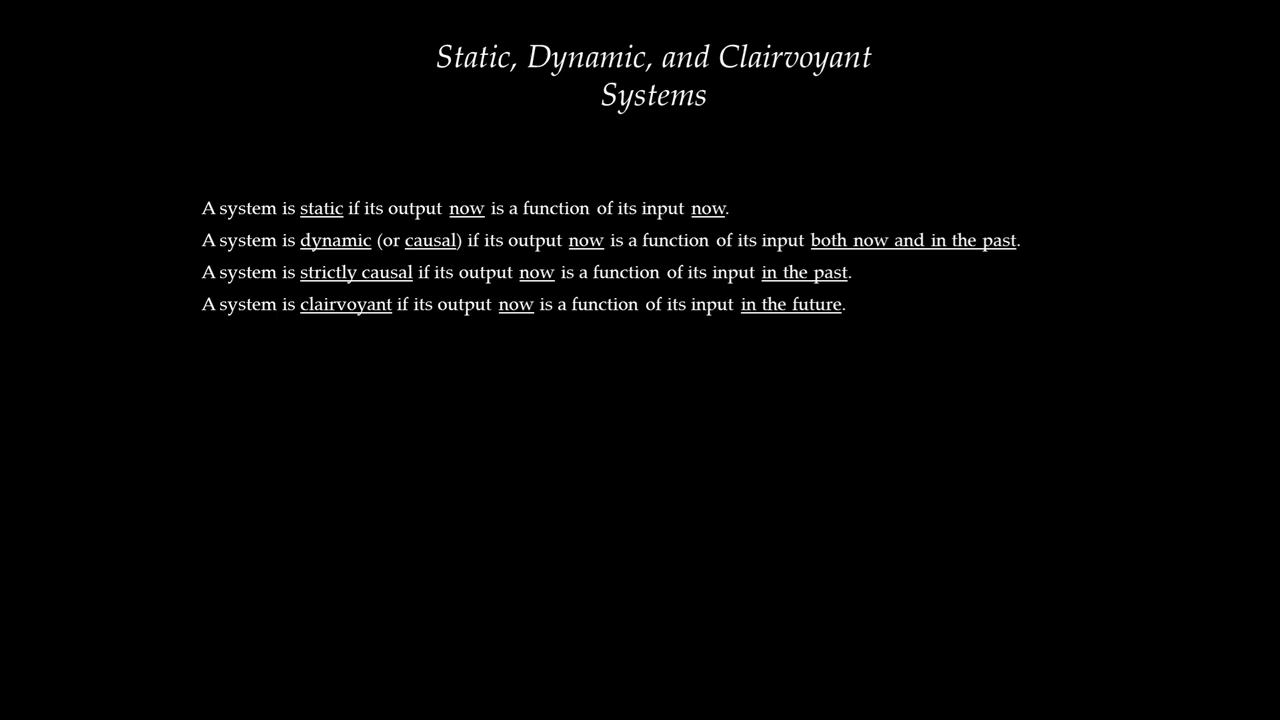 Static, Dynamic, and Clairvoyant
Systems
A system is static if its output now is a function of its input now.
A system is dynamic (or causal) if its output now is a function of its input both now and in the past.
A system is strictly causal if its output now is a function of its input in the past.
A system is clairvoyant if its output now is a function of its input in the future.